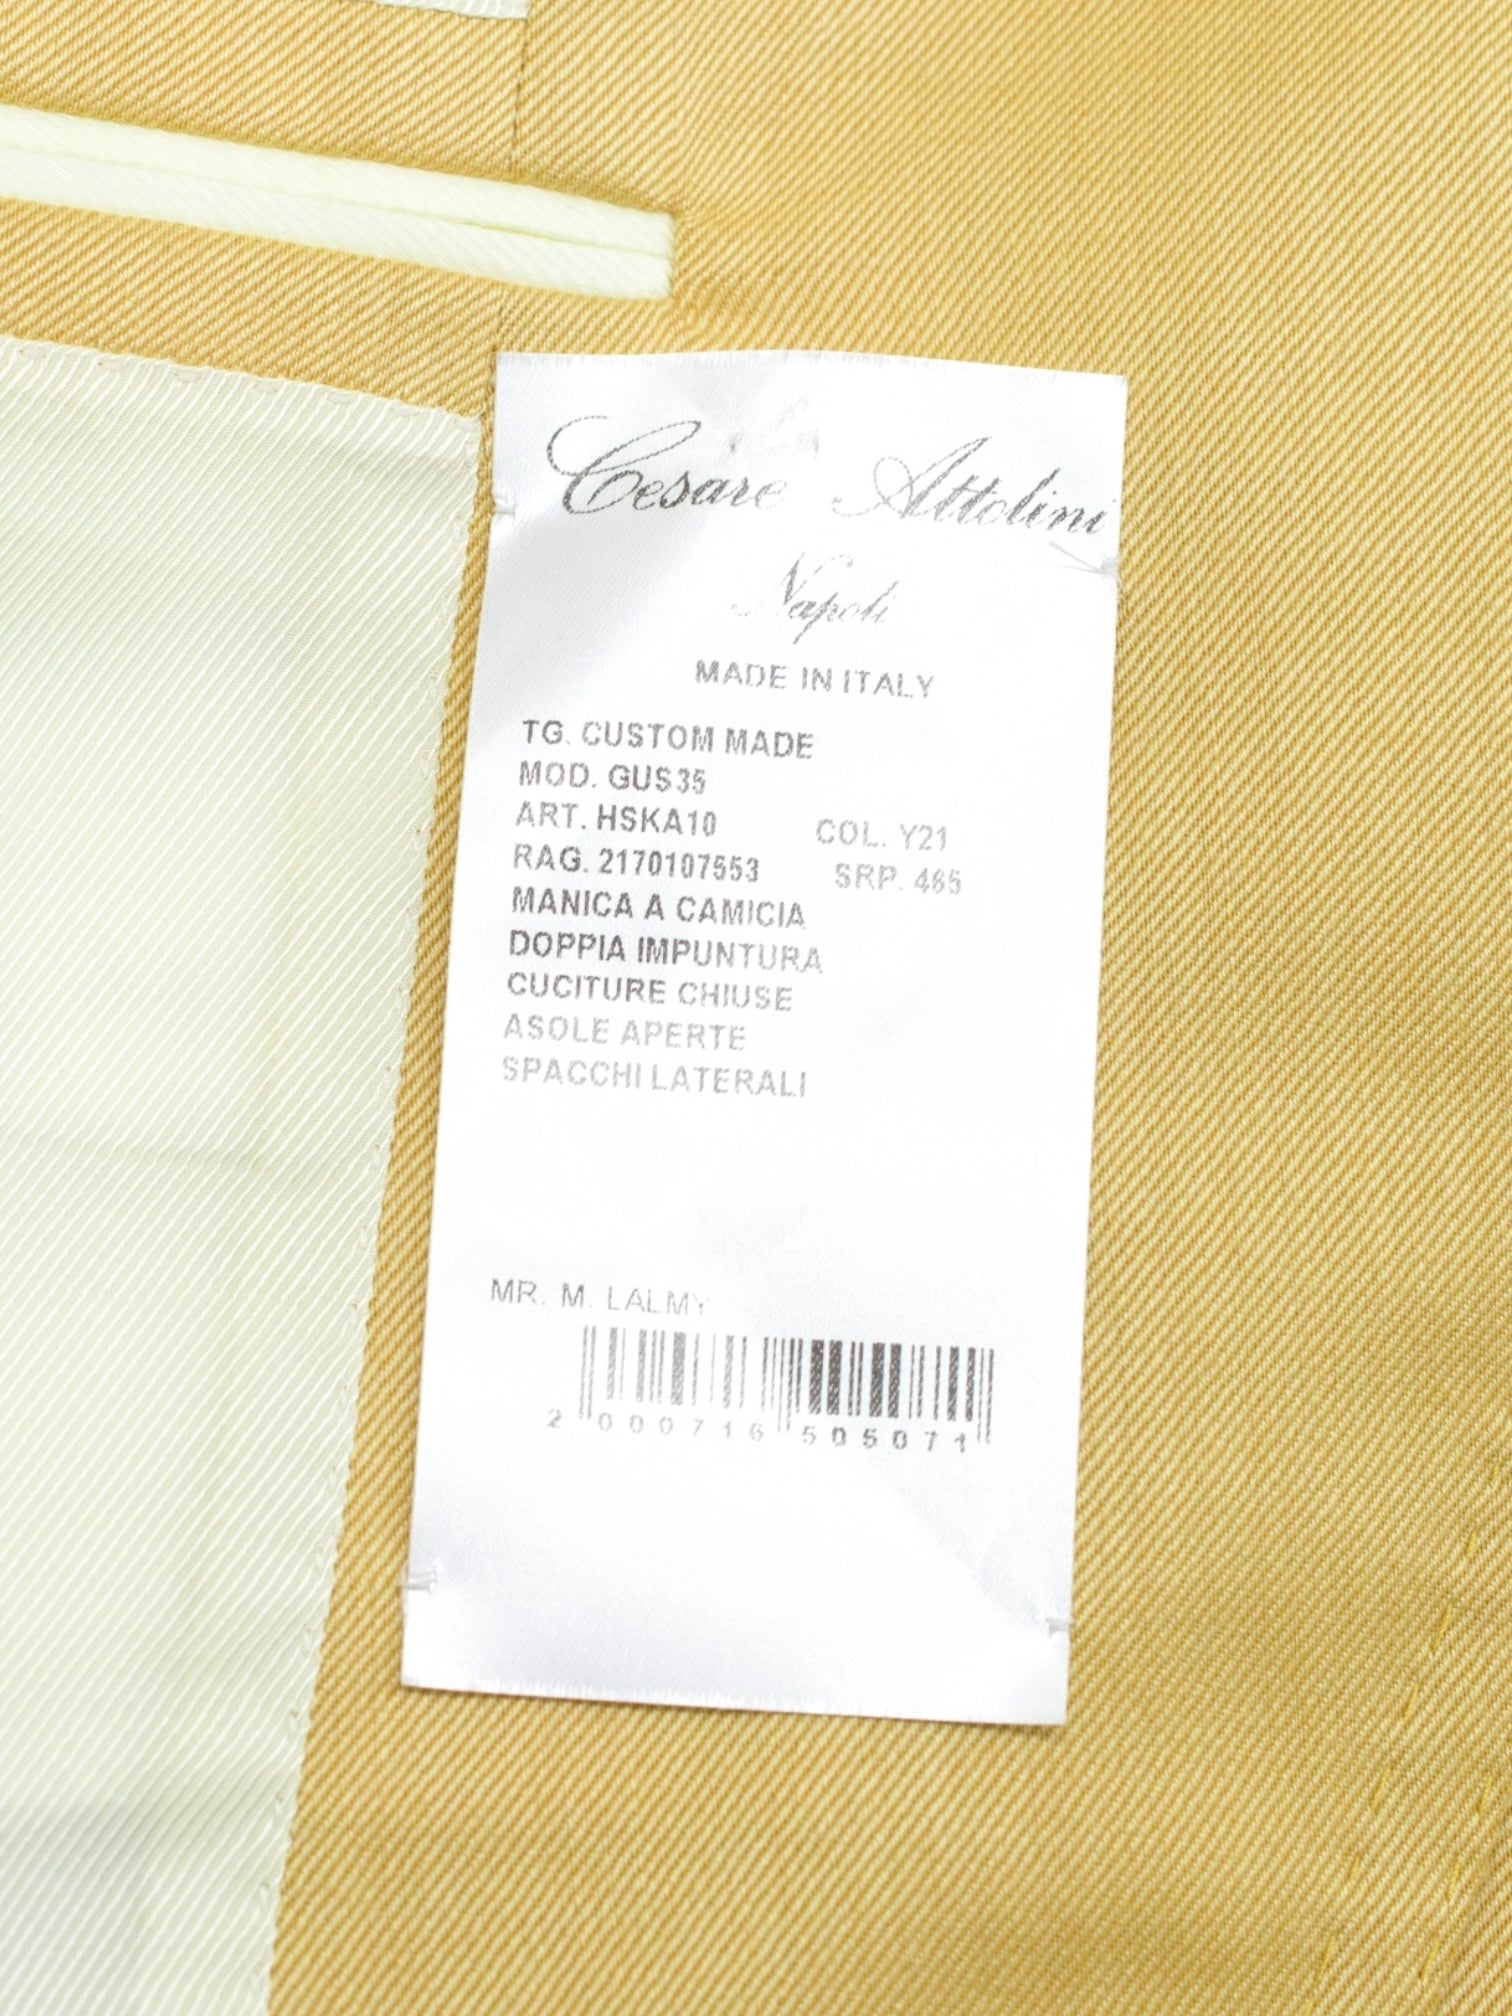 Cesare Attolini
Napoli
MADE IN ITALY
TG. CUSTOM MADE
MOD. GUS35
ART. HSKA10 COL. Y21
RAG. 2170107553 SRP. 465
MANICA A CAMICIA
DOPPIA IMPUNTURA
CUCITURE CHIUSE
ASOLE APERTE
SPACCHI LATERALI
MR. M. LALMY
2 000716 505071